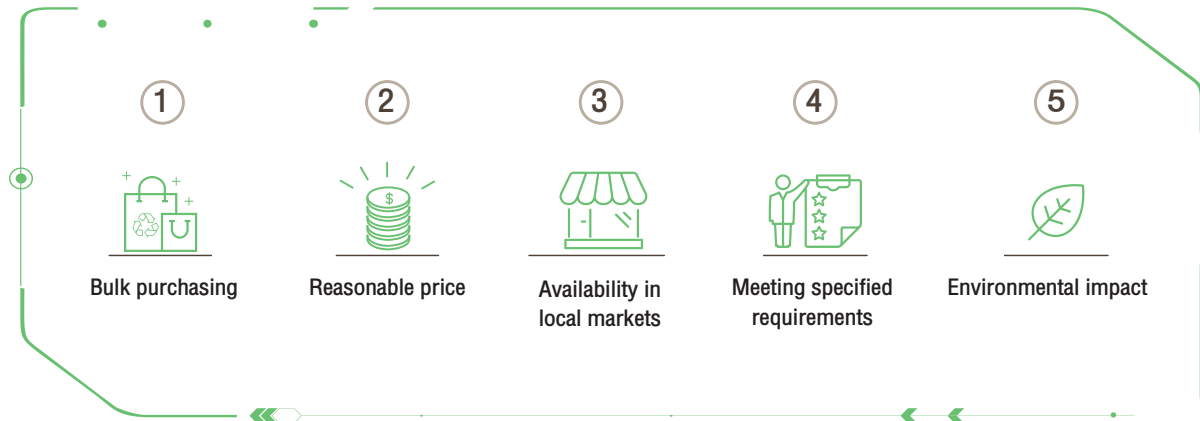 1
2
3
4
5
$
Bulk purchasing
Reasonable price
Availability in
local markets
Meeting specified
requirements
Environmental impact